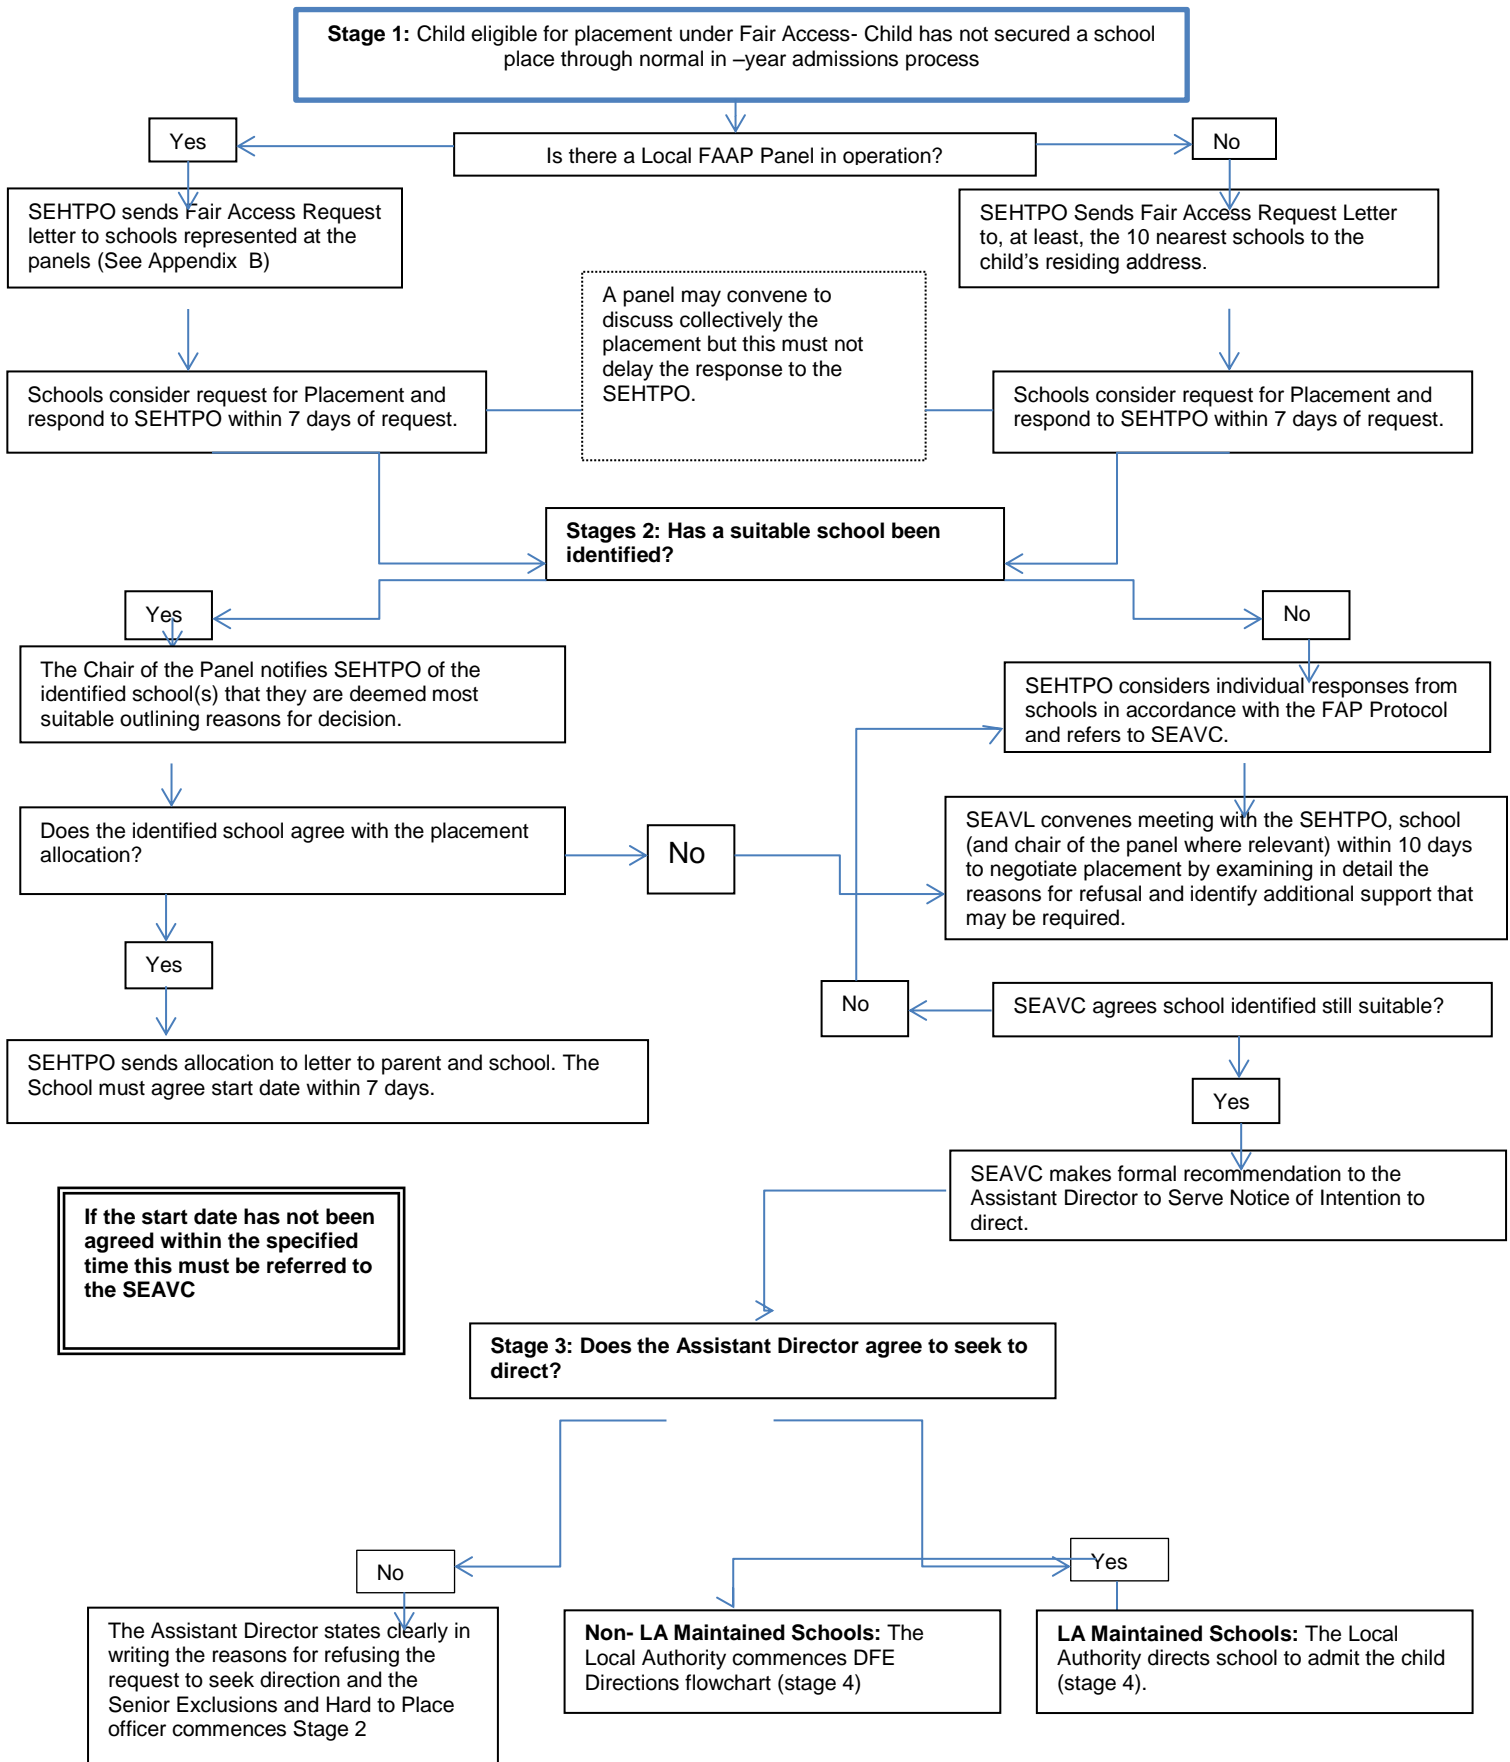 Stage 1: Child eligible for placement under Fair Access- Child has not secured a school
place through normal in –year admissions process
Yes
Is there a Local FAAP Panel in operation?
No
SEHTPO sends Fair Access Request
letter to schools represented at the
panels (See Appendix B)
SEHTPO Sends Fair Access Request Letter
to, at least, the 10 nearest schools to the
child's residing address.
A panel may convene to
discuss collectively the
placement but this must not
delay the response to the
SEHTPO.
Schools consider request for Placement and
respond to SEHTPO within 7 days of request.
Schools consider request for Placement and
respond to SEHTPO within 7 days of request.
Stages 2: Has a suitable school been
identified?
Yes
No
The Chair of the Panel notifies SEHTPO of the
identified school(s) that they are deemed most
suitable outlining reasons for decision.
SEHTPO considers individual responses from
schools in accordance with the FAP Protocol
and refers to SEAVC.
Does the identified school agree with the placement
allocation?
No
SEAVL convenes meeting with the SEHTPO, school
(and chair of the panel where relevant) within 10 days
to negotiate placement by examining in detail the
reasons for refusal and identify additional support that
may be required.
Yes
No
SEAVC agrees school identified still suitable?
SEHTPO sends allocation to letter to parent and school. The
School must agree start date within 7 days.
Yes
SEAVC makes formal recommendation to the
Assistant Director to Serve Notice of Intention to
direct.
If the start date has not been
agreed within the specified
time this must be referred to
the SEAVC
Stage 3: Does the Assistant Director agree to seek to
direct?
No
Yes
The Assistant Director states clearly in
writing the reasons for refusing the
request to seek direction and the
Senior Exclusions and Hard to Place
officer commences Stage 2
Non- LA Maintained Schools: The
Local Authority commences DFE
Directions flowchart (stage 4)
LA Maintained Schools: The Local
Authority directs school to admit the child
(stage 4).